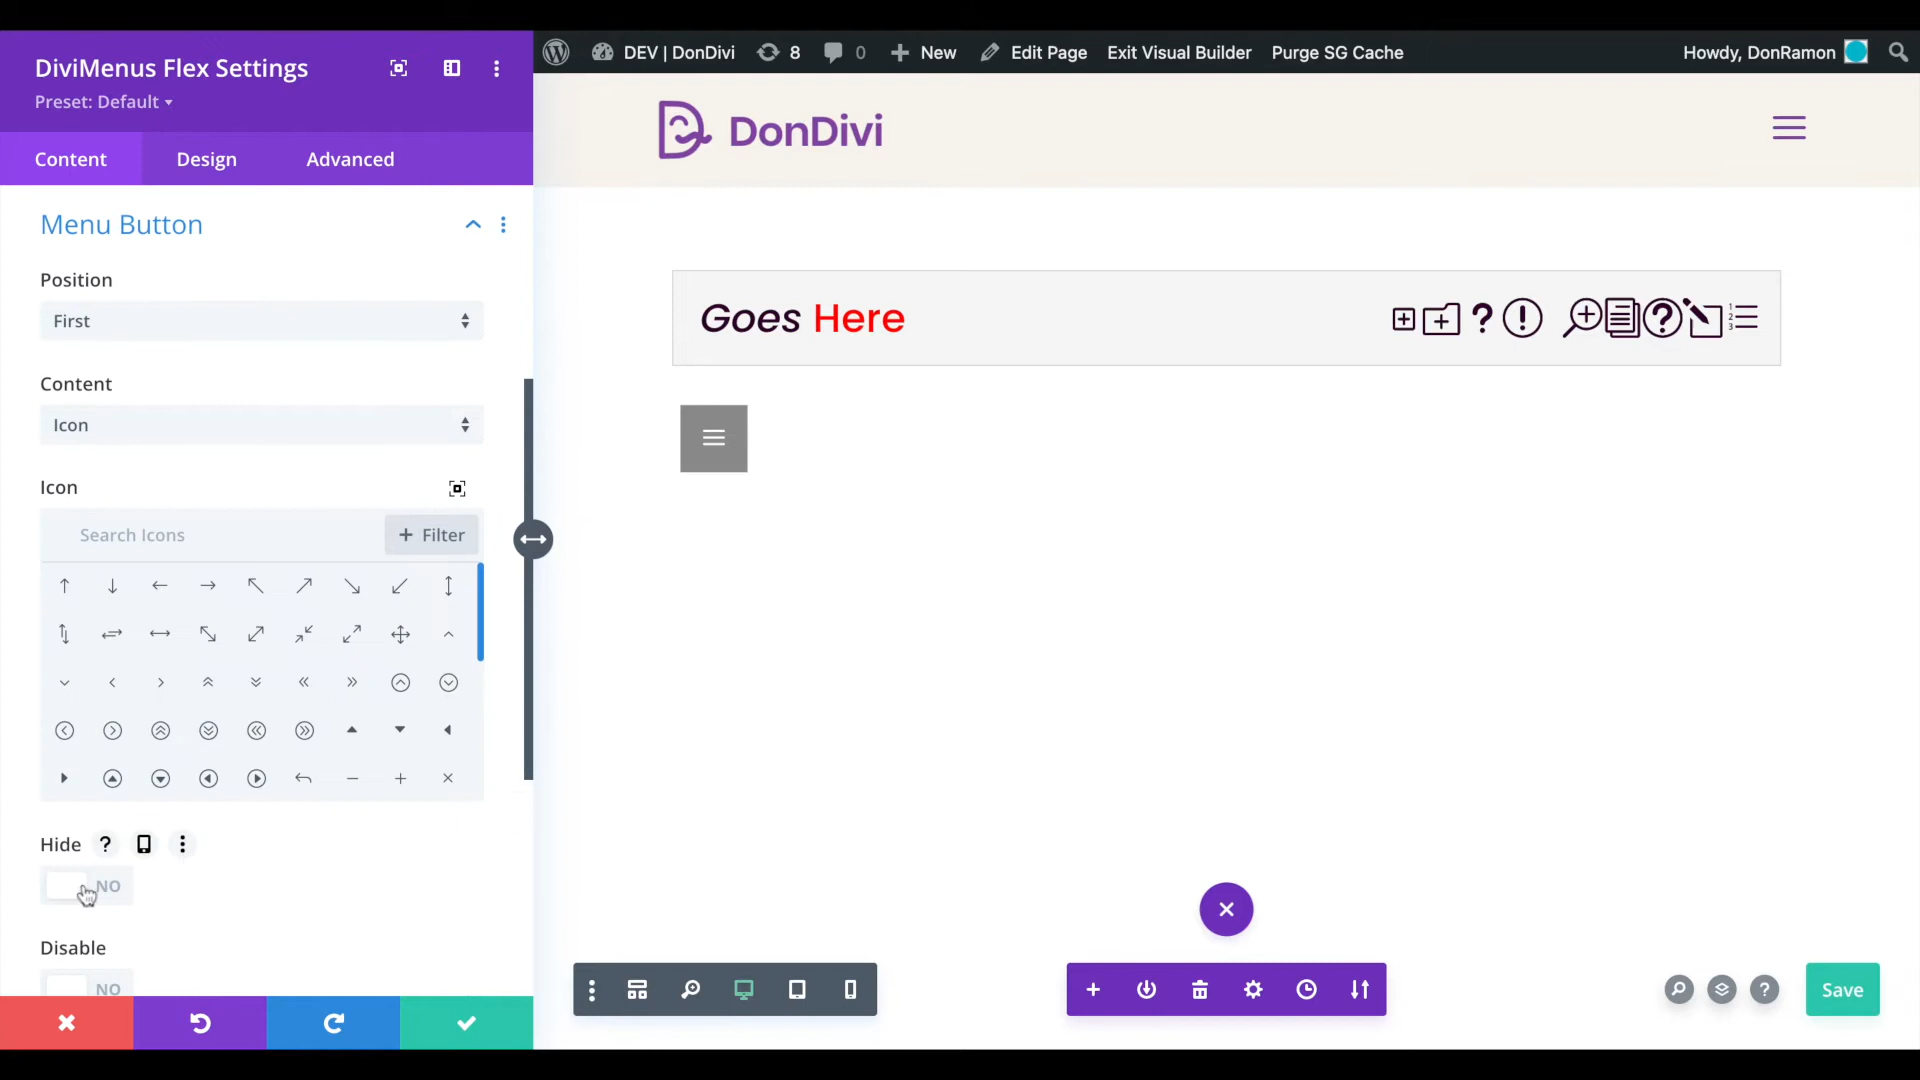 DiviMenus Flex Settings
Preset: Default
Content
Design
Advanced
Menu Button
Position
First
Content
Icon
Icon
Search Icons
+ Filter
Hide ?
NO
Disable
NO
DEV | DonDivi
8
0
New
Edit Page
Exit Visual Builder
Purge SG Cache
Howdy, DonRamon
DonDivi
Goes Here
Save